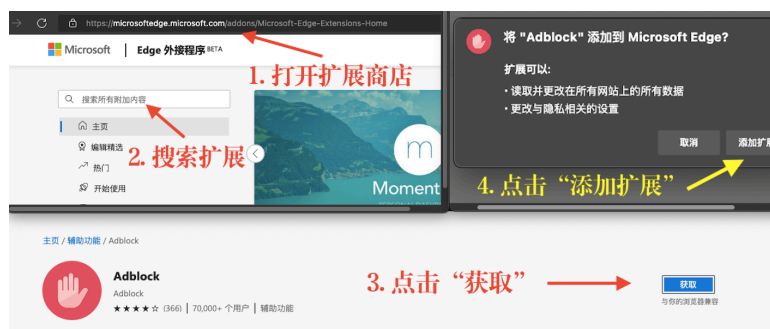 https://microsoftedge.microsoft.com/addons/Microsoft-Edge-Extensions-Home
Microsoft | Edge 外接程序 BETA
1. 打开扩展商店
搜索所有附加内容
主页
编辑精选
热门
开始使用
2. 搜索扩展
m
Moment
将 "Adblock" 添加到 Microsoft Edge?
扩展可以:
• 读取并更改在所有网站上的所有数据
• 更改与隐私相关的设置
取消
添加扩展
4. 点击“添加扩展”
主页 / 辅助功能 / Adblock
Adblock
Adblock
★★★★☆ (366) | 70,000+ 个用户 | 辅助功能
3. 点击“获取”
获取
与你的浏览器兼容